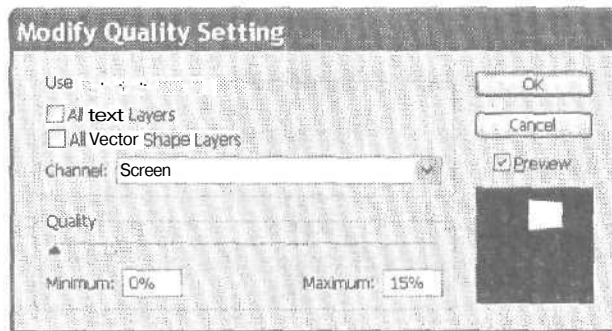 Modify Quality Setting
Use
All text Layers
All Vector Shape Layers
Channel: Screen
Quality
Minimum: 0%
Maximum: 15%
OK
Cancel
Preview